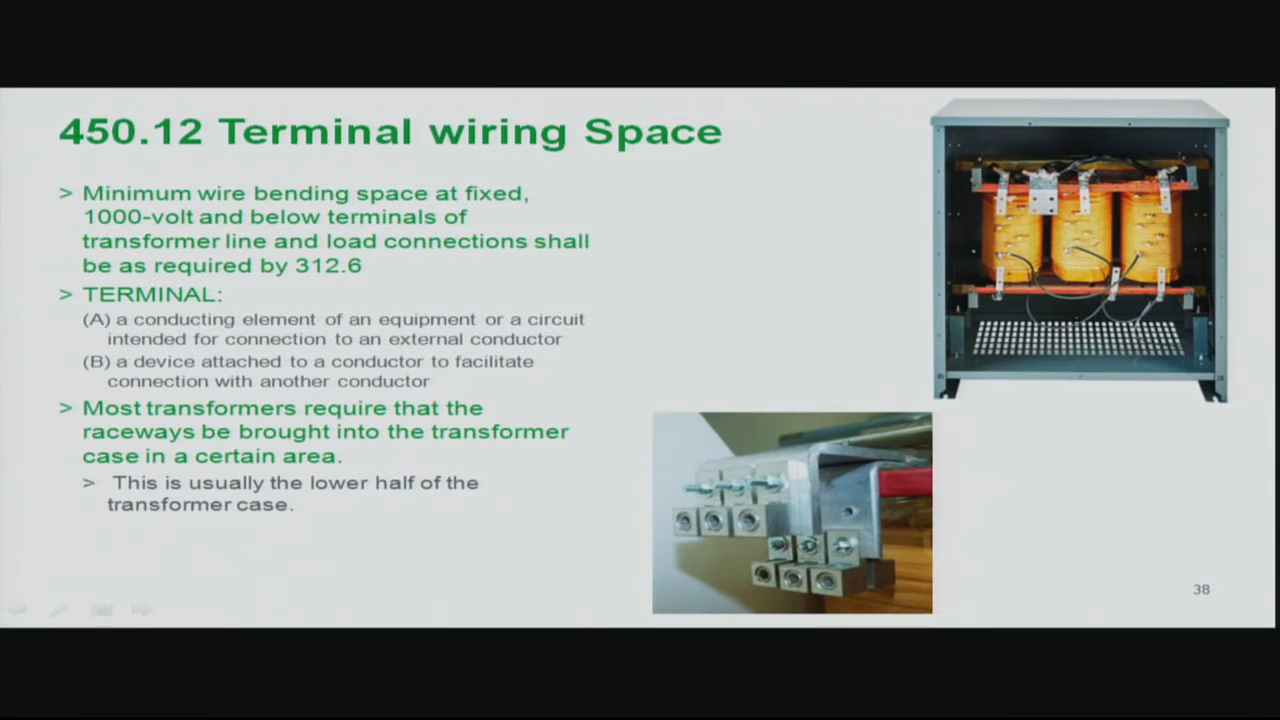 450.12 Terminal wiring Space
> Minimum wire bending space at fixed,
1000-volt and below terminals of
transformer line and load connections shall
be as required by 312.6
> TERMINAL:
(A) a conducting element of an equipment or a circuit
intended for connection to an external conductor
(B) a device attached to a conductor to facilitate
connection with another conductor
> Most transformers require that the
raceways be brought into the transformer
case in a certain area.
> This is usually the lower half of the
transformer case.
38